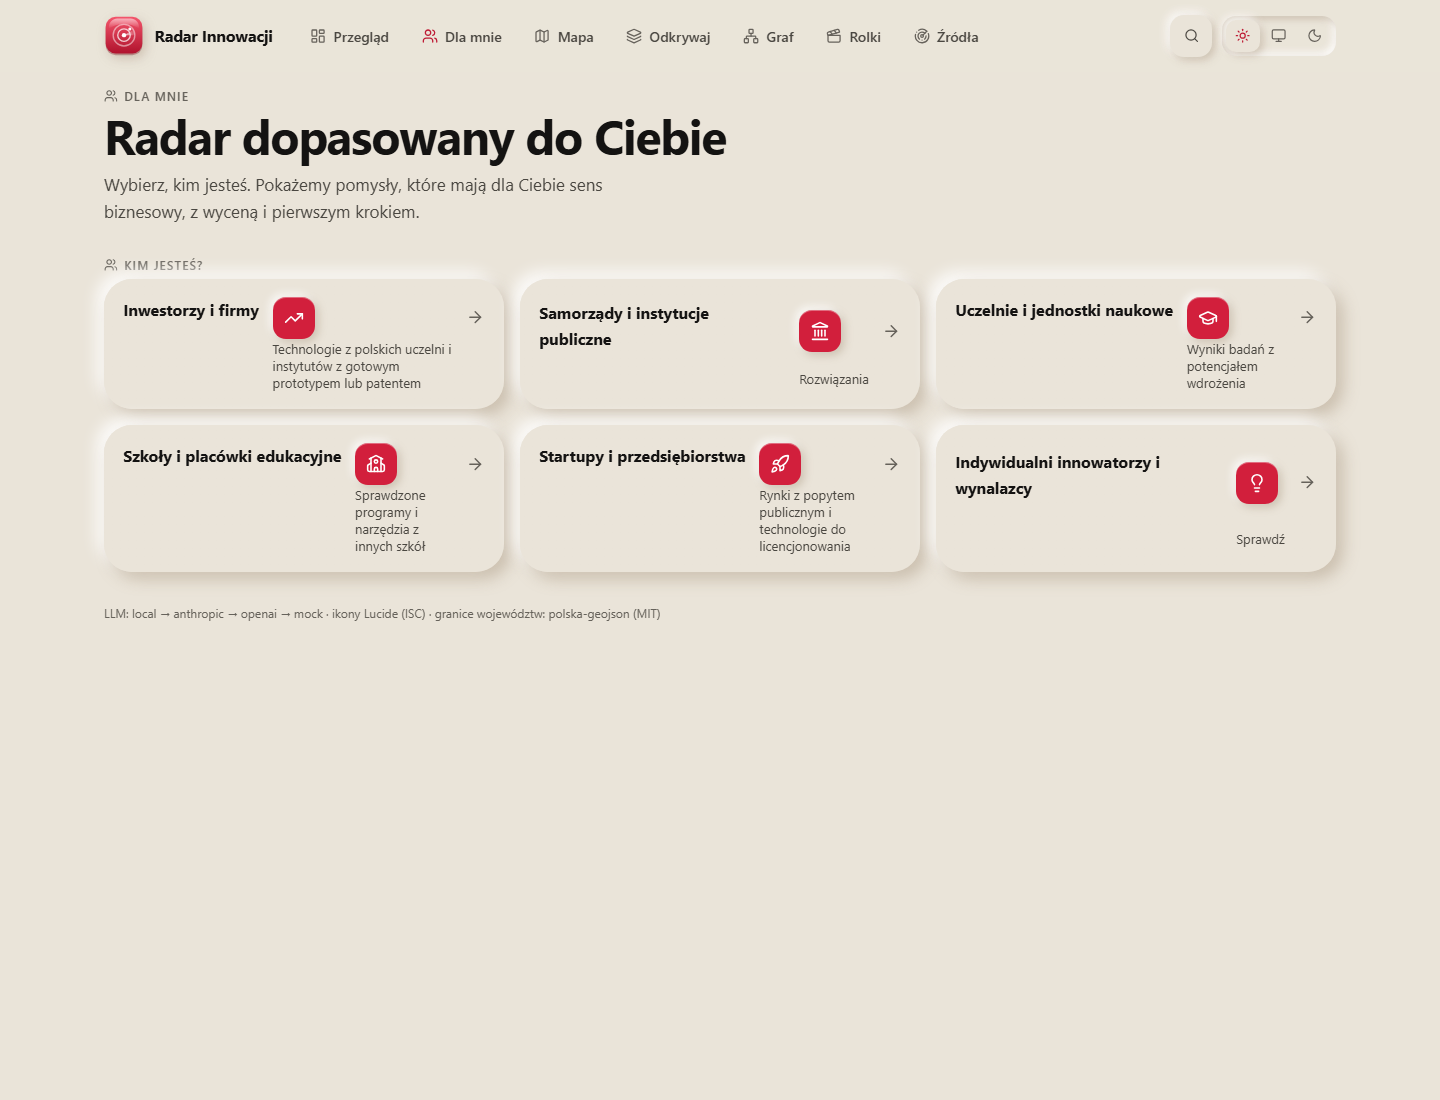 Radar Innowacji
Przegląd
Dla mnie
Mapa
Odkrywaj
Graf
Rolki
Źródła
DLA MNIE
Radar dopasowany do Ciebie
Wybierz, kim jesteś. Pokażemy pomysły, które mają dla Ciebie sens
biznesowy, z wyceną i pierwszym krokiem.
KIM JESTEŚ?
Inwestorzy i firmy
Technologie z polskich uczelni i
instytutów z gotowym
prototypem lub patentem
Samorządy i instytucje
publiczne
Rozwiązania
Uczelnie i jednostki naukowe
Wyniki badań z
potencjałem
wdrożenia
Szkoły i placówki edukacyjne
Sprawdzone
programy i
narzędzia z
innych szkół
Startupy i przedsiębiorstwa
Rynki z popytem
publicznym i
technologie do
licencjonowania
Indywidualni innowatorzy i
wynalazcy
Sprawdź
LLM: local → anthropic → openai → mock · ikony Lucide (ISC) · granice województw: polska-geojson (MIT)